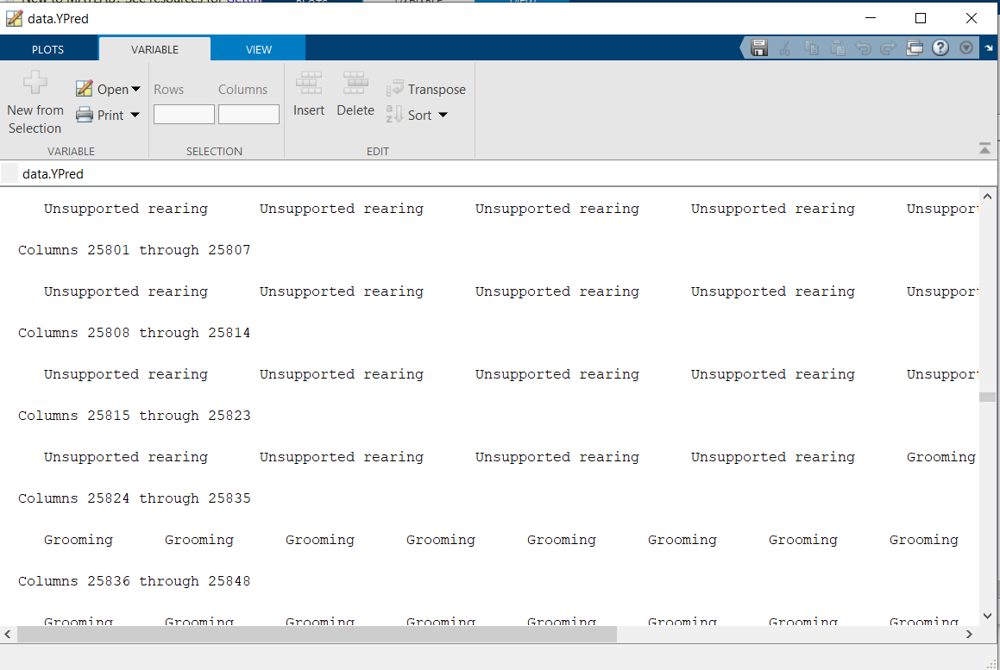 data.YPred
PLOTS VARIABLE VIEW
New from Selection
Open
Print
Rows Columns
Insert Delete
Transpose
Sort
VARIABLE SELECTION EDIT
data.YPred
Unsupported rearing Unsupported rearing Unsupported rearing Unsupported rearing Unsuppor
Columns 25801 through 25807
Unsupported rearing Unsupported rearing Unsupported rearing Unsupported rearing Unsuppor
Columns 25808 through 25814
Unsupported rearing Unsupported rearing Unsupported rearing Unsupported rearing Unsuppor
Columns 25815 through 25823
Unsupported rearing Unsupported rearing Unsupported rearing Unsupported rearing Grooming
Columns 25824 through 25835
Grooming Grooming Grooming Grooming Grooming Grooming Grooming Grooming
Columns 25836 through 25848
Grooming Grooming Grooming Grooming Grooming Grooming Grooming Grooming